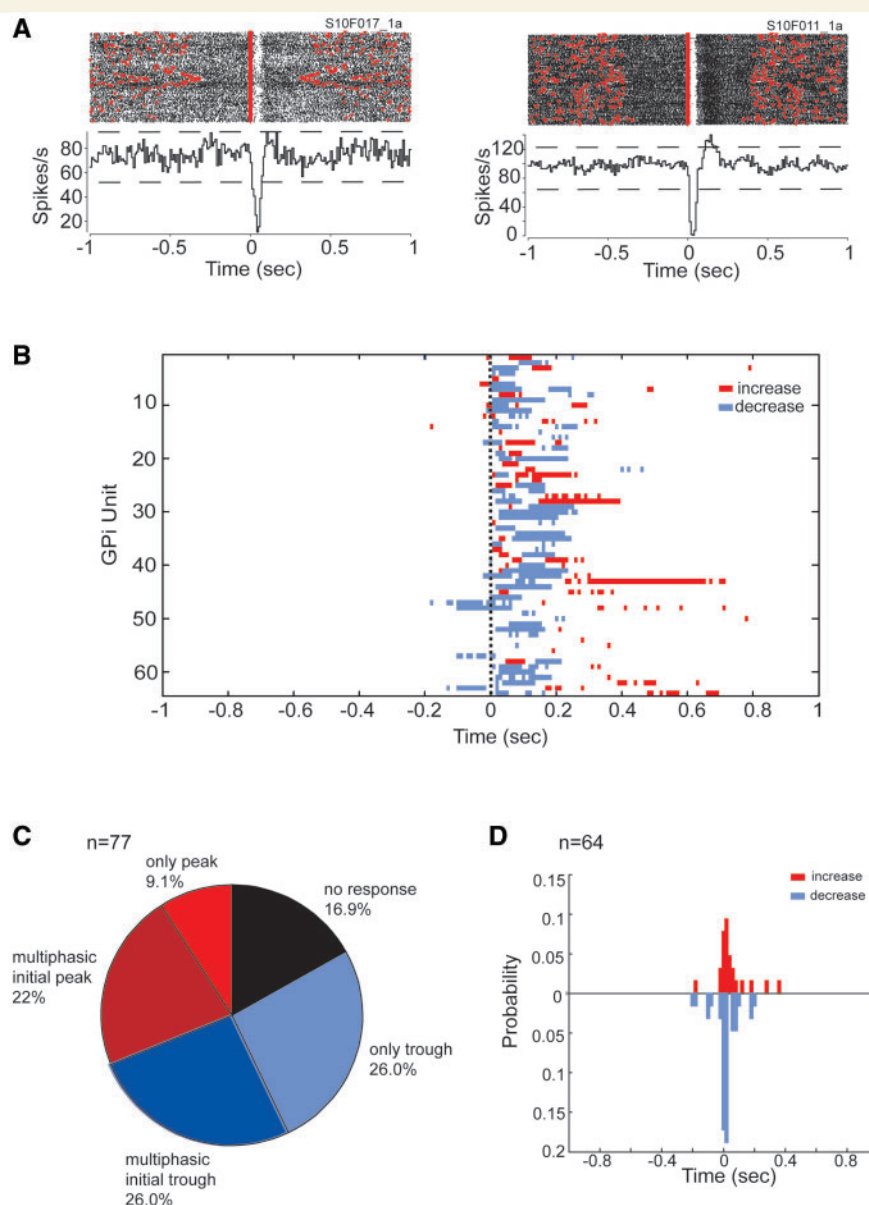 A
S10F017_1a
S10F011_1a
Spikes/s
80
60
40
20
-1 -0.5 0 0.5 1
Time (sec)
120
80
40
0
-1 -0.5 0 0.5 1
Time (sec)
B
GPi Unit
10
20
30
40
50
60
increase
decrease
-1 -0.8 -0.6 -0.4 -0.2 0 0.2 0.4 0.6 0.8 1
Time (sec)
C
n=77
only peak
9.1%
no response
16.9%
multiphasic
initial peak
22%
only trough
26.0%
multiphasic
initial trough
26.0%
D
n=64
increase
decrease
Probability
0.15
0.1
0.05
0
0.05
0.1
0.15
0.2
-0.8 -0.4 0 0.4 0.8
Time (sec)